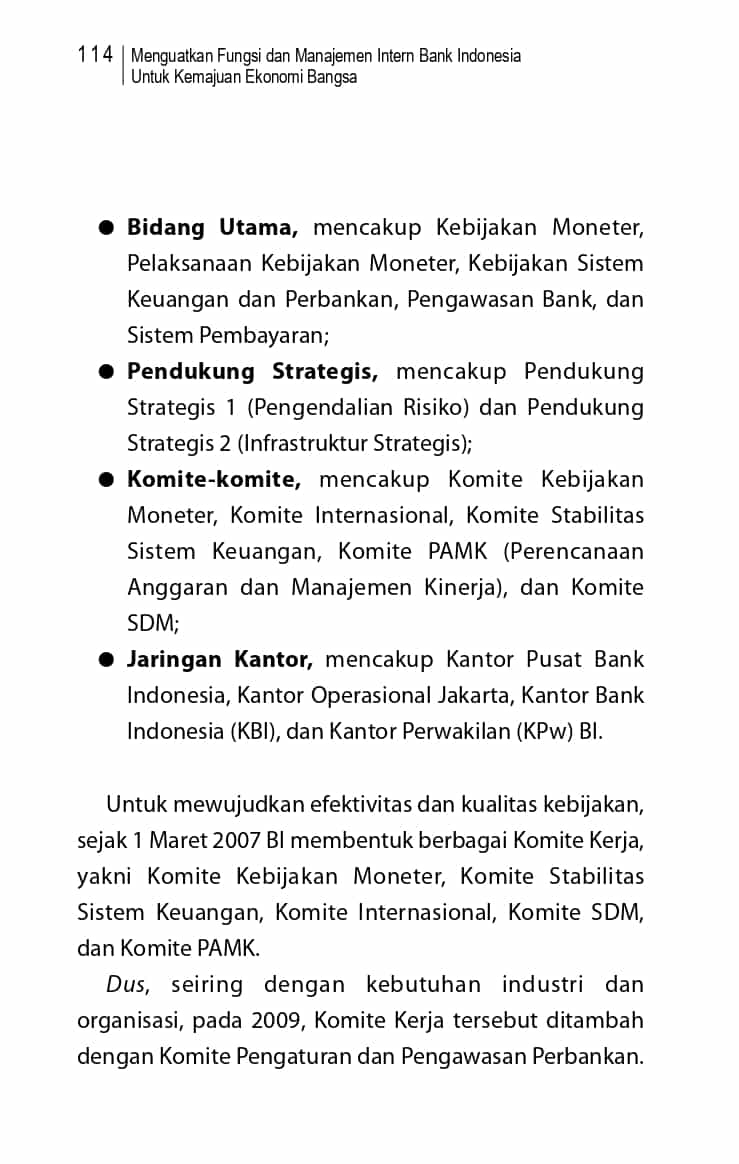 114 Menguatkan Fungsi dan Manajemen Intern Bank Indonesia
Untuk Kemajuan Ekonomi Bangsa
● Bidang Utama, mencakup Kebijakan Moneter,
Pelaksanaan Kebijakan Moneter, Kebijakan Sistem
Keuangan dan Perbankan, Pengawasan Bank, dan
Sistem Pembayaran;
● Pendukung Strategis, mencakup Pendukung
Strategis 1 (Pengendalian Risiko) dan Pendukung
Strategis 2 (Infrastruktur Strategis);
● Komite-komite, mencakup Komite Kebijakan
Moneter, Komite Internasional, Komite Stabilitas
Sistem Keuangan, Komite PAMK (Perencanaan
Anggaran dan Manajemen Kinerja), dan Komite
SDM;
● Jaringan Kantor, mencakup Kantor Pusat Bank
Indonesia, Kantor Operasional Jakarta, Kantor Bank
Indonesia (KBI), dan Kantor Perwakilan (KPw) BI.
Untuk mewujudkan efektivitas dan kualitas kebijakan,
sejak 1 Maret 2007 BI membentuk berbagai Komite Kerja,
yakni Komite Kebijakan Moneter, Komite Stabilitas
Sistem Keuangan, Komite Internasional, Komite SDM,
dan Komite PAMK.
Dus, seiring dengan kebutuhan industri dan
organisasi, pada 2009, Komite Kerja tersebut ditambah
dengan Komite Pengaturan dan Pengawasan Perbankan.